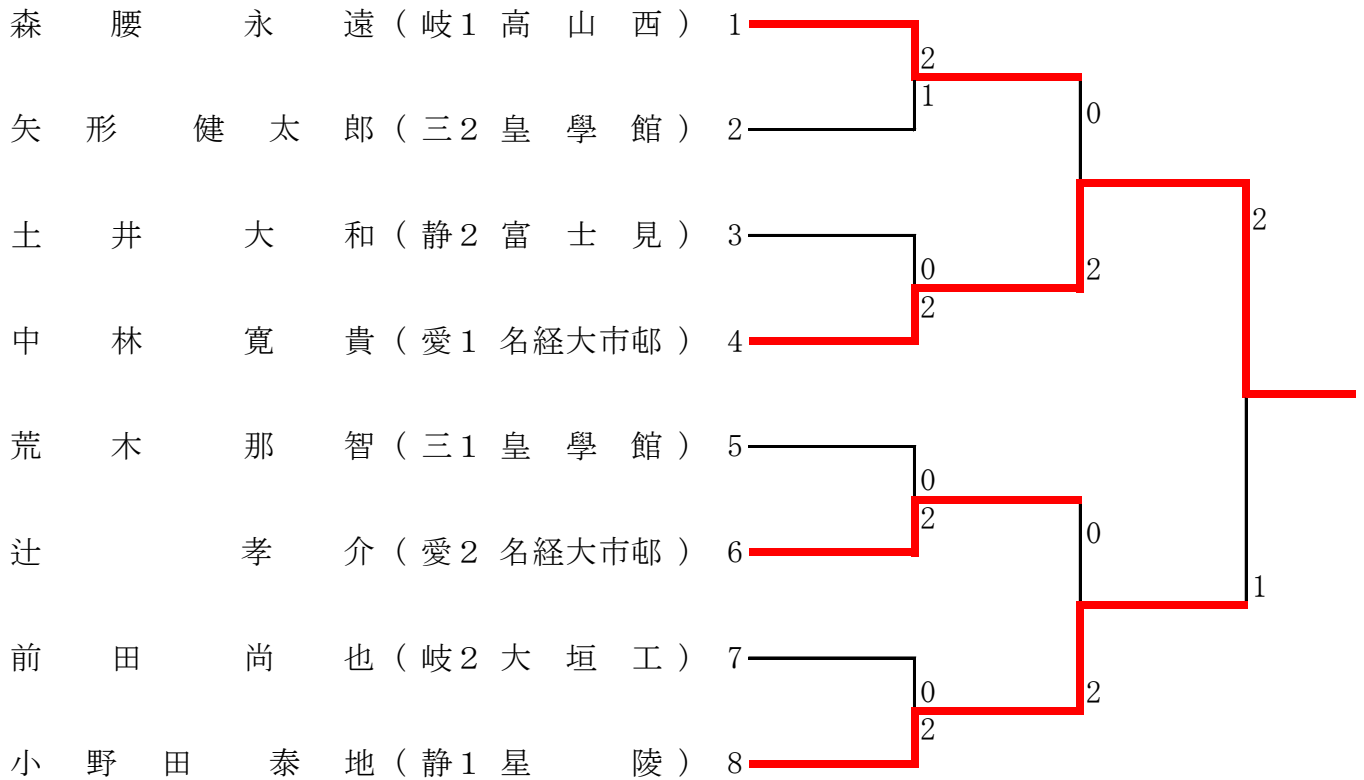 森腰永遠（岐1 高山西） 1
2
0
1
矢形健太郎（三2 皇學館） 2
土井大和（静2 富士見） 3
2
0
2
2
中林寛貴（愛1 名経大市邨） 4
荒木那智（三1 皇學館） 5
0
2
0
辻孝介（愛2 名経大市邨） 6
1
前田尚也（岐2 大垣工） 7
0
2
2
小野田泰地（静1 星陵） 8